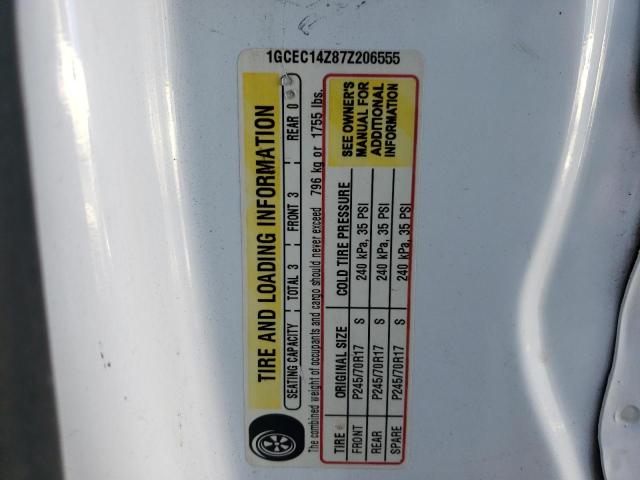 1GCEC14Z87Z206555
TIRE AND LOADING INFORMATION
SEATING CAPACITY TOTAL 3 FRONT 3 REAR 0
The combined weight of occupants and cargo should never exceed 796 kg or 1755 lbs.
TIRE ORIGINAL SIZE COLD TIRE PRESSURE
FRONT P245/70R17 S 240 kPa, 35 PSI
REAR P245/70R17 S 240 kPa, 35 PSI
SPARE P245/70R17 S 240 kPa, 35 PSI
SEE OWNER'S
MANUAL FOR
ADDITIONAL
INFORMATION